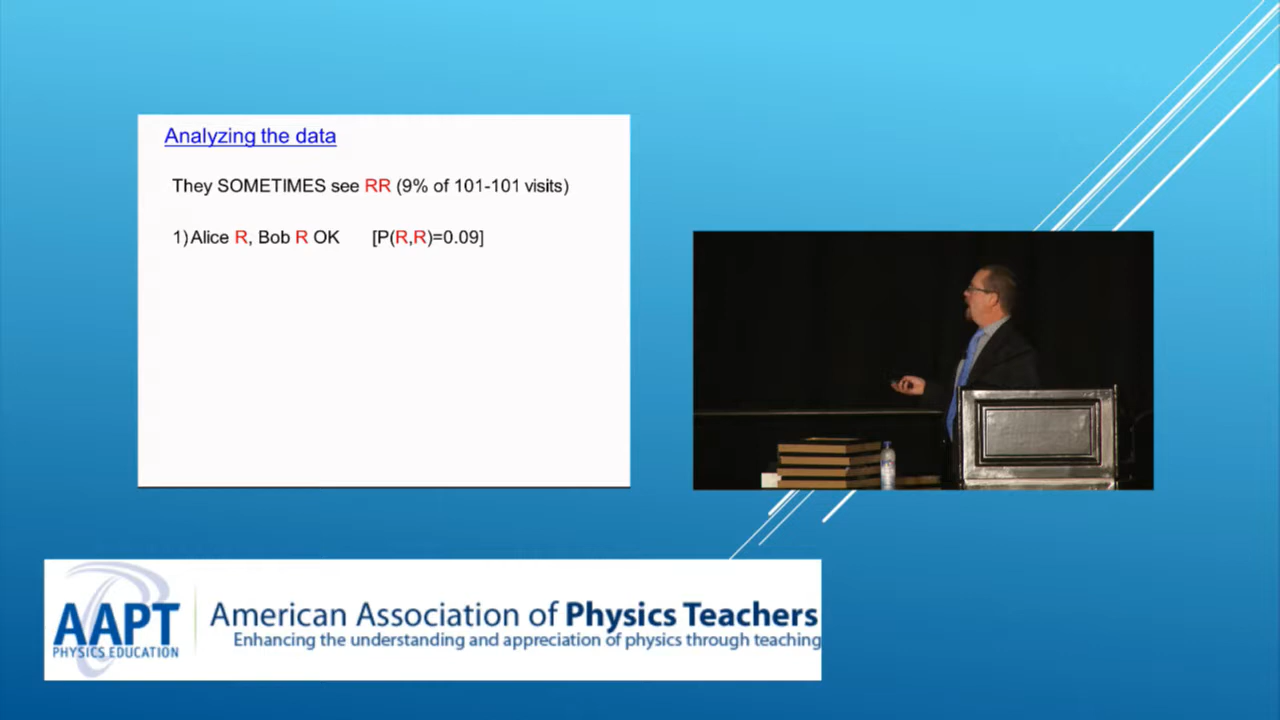 Analyzing the data
They SOMETIMES see RR (9% of 101-101 visits)
1)Alice R, Bob R OK [P(R,R)=0.09]
AAPT
PHYSICS EDUCATION
American Association of Physics Teachers
Enhancing the understanding and appreciation of physics through teaching